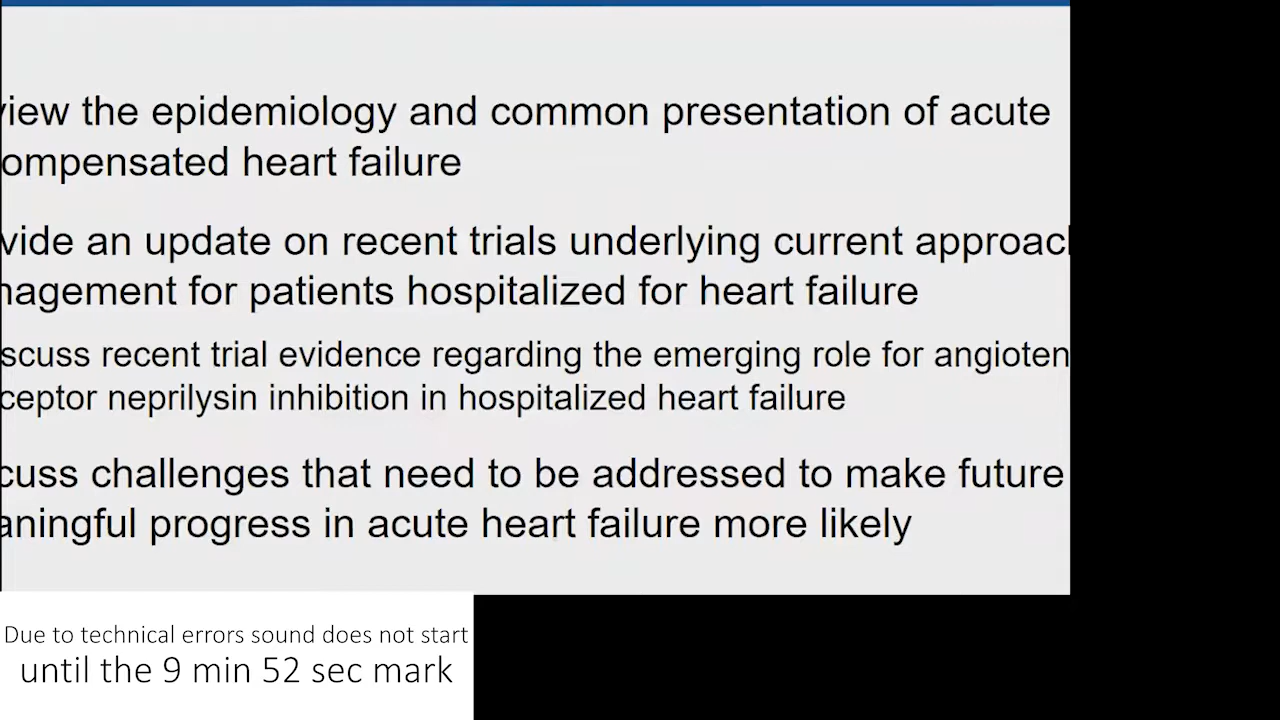 view the epidemiology and common presentation of acute
ompensated heart failure
vide an update on recent trials underlying current approach
nagement for patients hospitalized for heart failure
scuss recent trial evidence regarding the emerging role for angioten
ceptor neprilysin inhibition in hospitalized heart failure
cuss challenges that need to be addressed to make future
aningful progress in acute heart failure more likely
Due to technical errors sound does not start
until the 9 min 52 sec mark